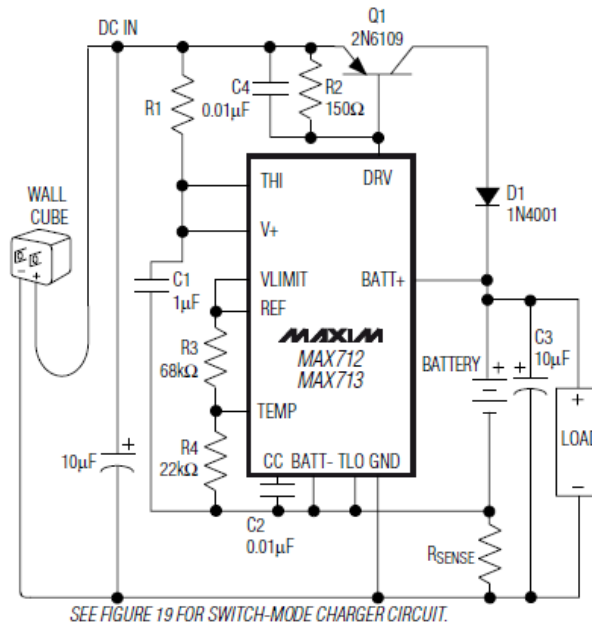 Q1
2N6109
DC IN
C4
0.01µF
R2
150Ω
R1
THI
DRV
WALL
CUBE
D1
1N4001
V+
C1
1µF
VLIMIT
BATT+
REF
MAXIM
MAX712
MAX713
R3
68kΩ
C3
10µF
BATTERY
TEMP
LOAD
R4
22kΩ
10µF
CC BATT- TLO GND
C2
0.01µF
RSENSE
SEE FIGURE 19 FOR SWITCH-MODE CHARGER CIRCUIT.